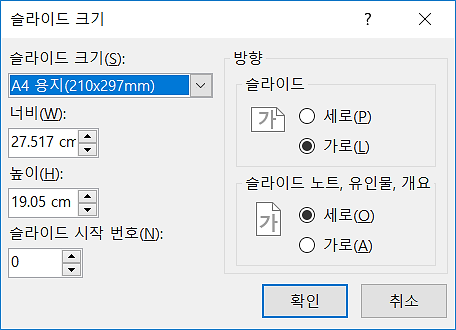 슬라이드 크기
슬라이드 크기(S):
A4 용지(210x297mm)
너비(W):
27.517 cm
높이(H):
19.05 cm
슬라이드 시작 번호(N):
0
방향
슬라이드
가
세로(P)
가로(L)
슬라이드 노트, 유인물, 개요
가
세로(O)
가로(A)
확인
취소